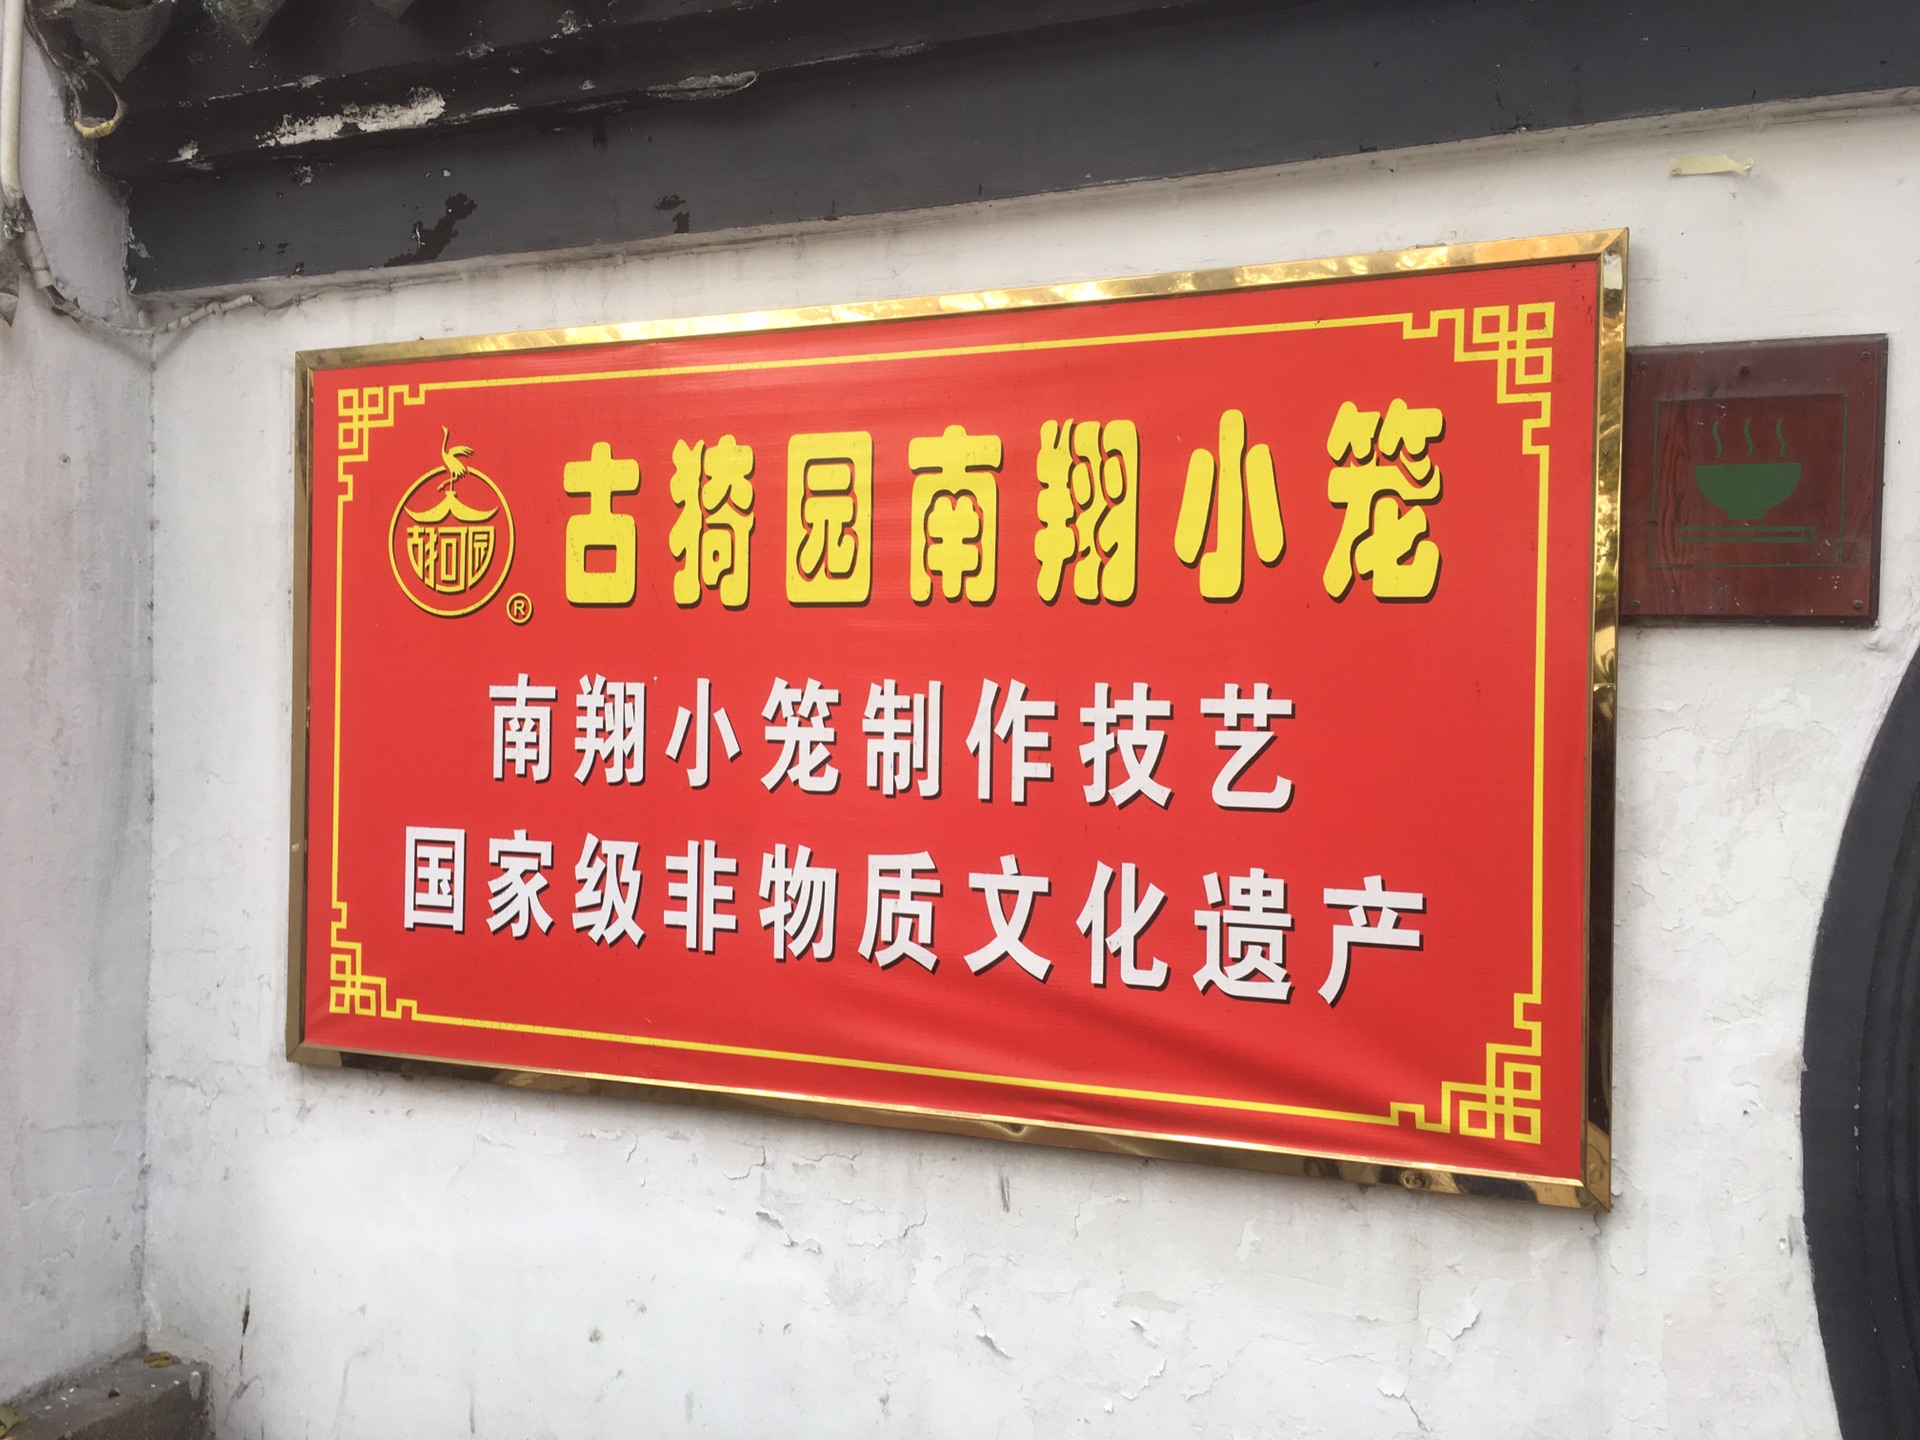 古猗园南翔小笼
古猗园
®
南翔小笼制作技艺
国家级非物质文化遗产